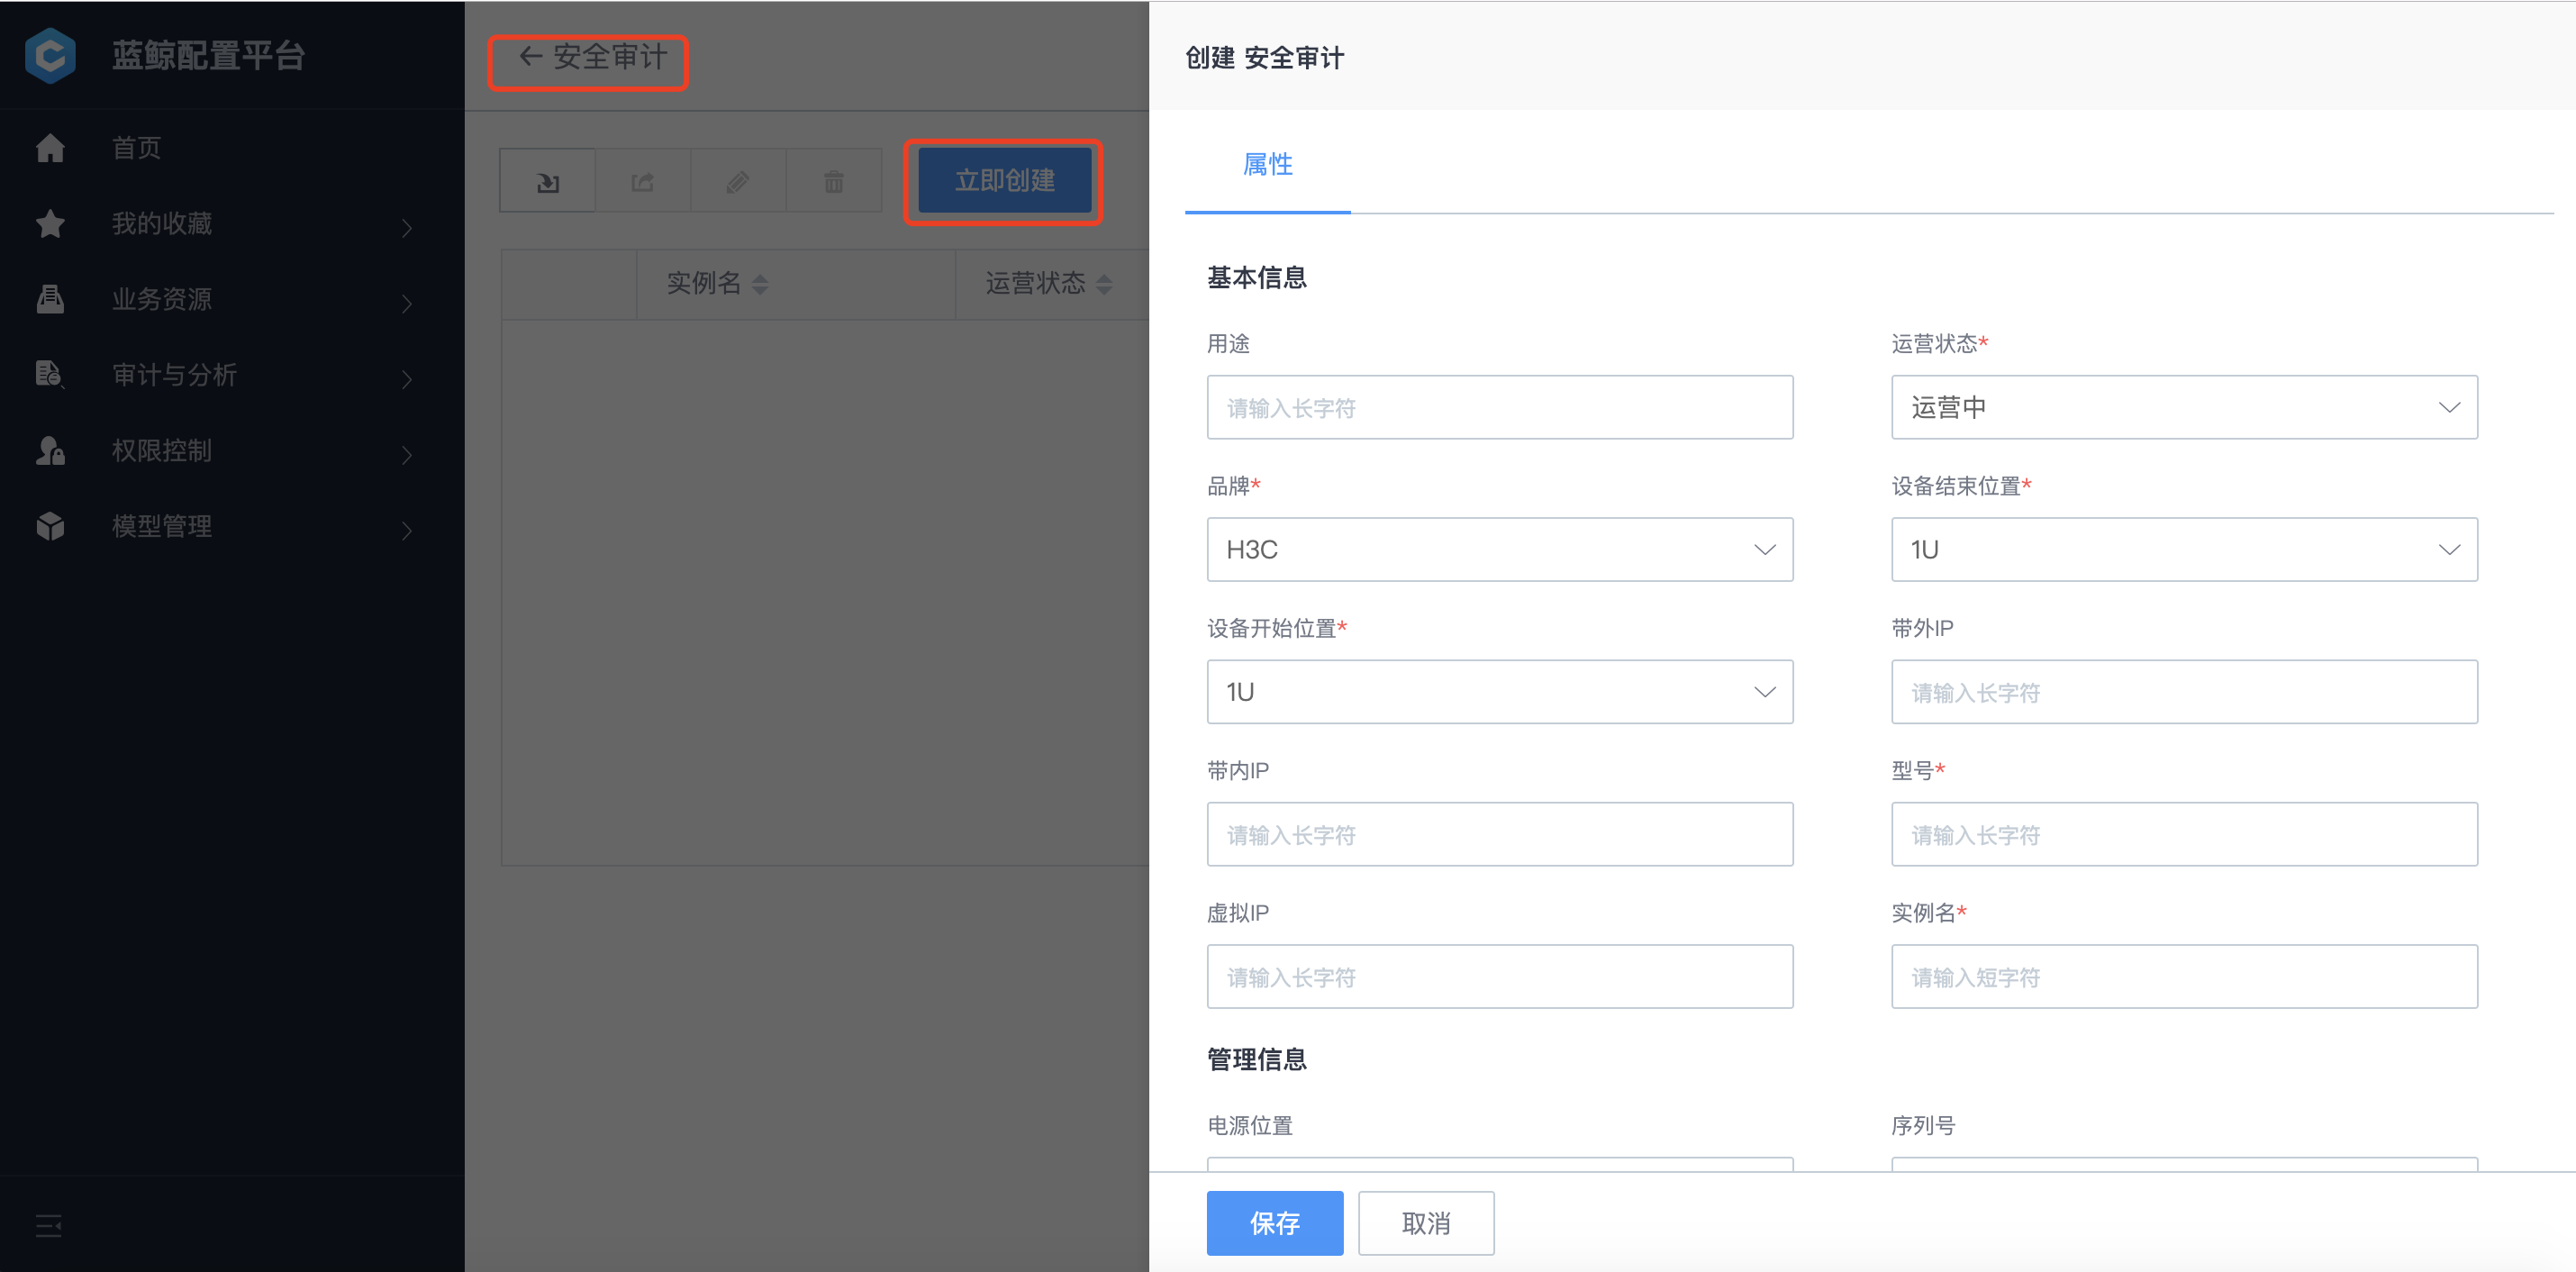 蓝鲸配置平台
首页
我的收藏
业务资源
审计与分析
权限控制
模型管理
← 安全审计
立即创建
实例名 运营状态
创建 安全审计
属性
基本信息
用途 运营状态*
请输入长字符 运营中
品牌* 设备结束位置*
H3C 1U
设备开始位置* 带外IP
1U 请输入长字符
带内IP 型号*
请输入长字符 请输入长字符
虚拟IP 实例名*
请输入长字符 请输入短字符
管理信息
电源位置 序列号
保存 取消